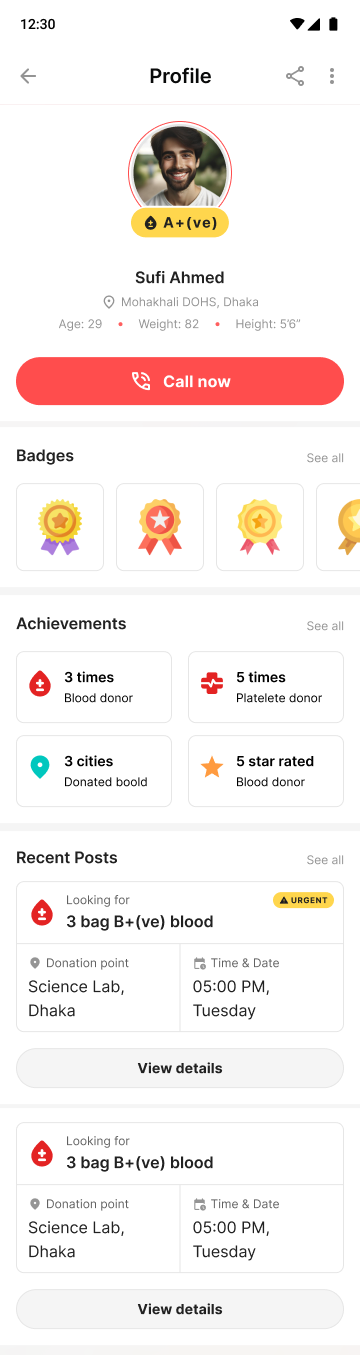 12:30
Profile
A+(ve)
Sufi Ahmed
Mohakhali DOHS, Dhaka
Age: 29 • Weight: 82 • Height: 5’6”
Call now
Badges See all
Achievements See all
3 times
Blood donor
5 times
Platelete donor
3 cities
Donated boold
5 star rated
Blood donor
Recent Posts See all
Looking for
URGENT
3 bag B+(ve) blood
Donation point
Science Lab,
Dhaka
Time & Date
05:00 PM,
Tuesday
View details
Looking for
3 bag B+(ve) blood
Donation point
Science Lab,
Dhaka
Time & Date
05:00 PM,
Tuesday
View details